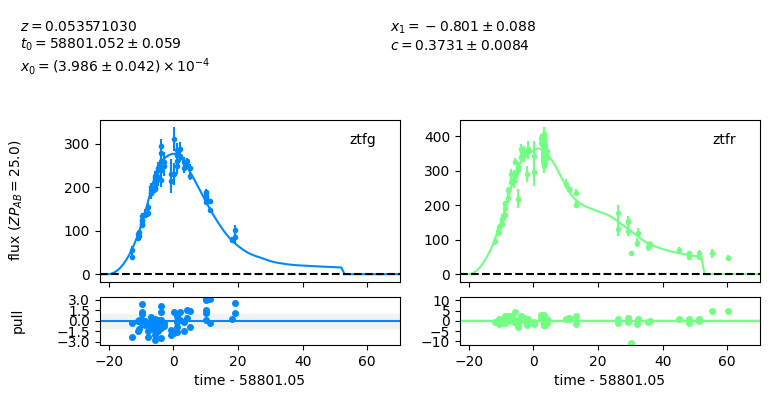 z = 0.053571030
t₀ = 58801.052 ± 0.059
x₀ = (3.986 ± 0.042) × 10⁻⁴
x₁ = −0.801 ± 0.088
c = 0.3731 ± 0.0084
flux (ZP_AB = 25.0)
300
200
100
0
ztfg
400
300
200
100
0
ztfr
pull
3.0
1.5
0.0
−1.5
−3.0
10
5
0
−5
−10
−20 0 20 40 60
−20 0 20 40 60
time - 58801.05
time - 58801.05